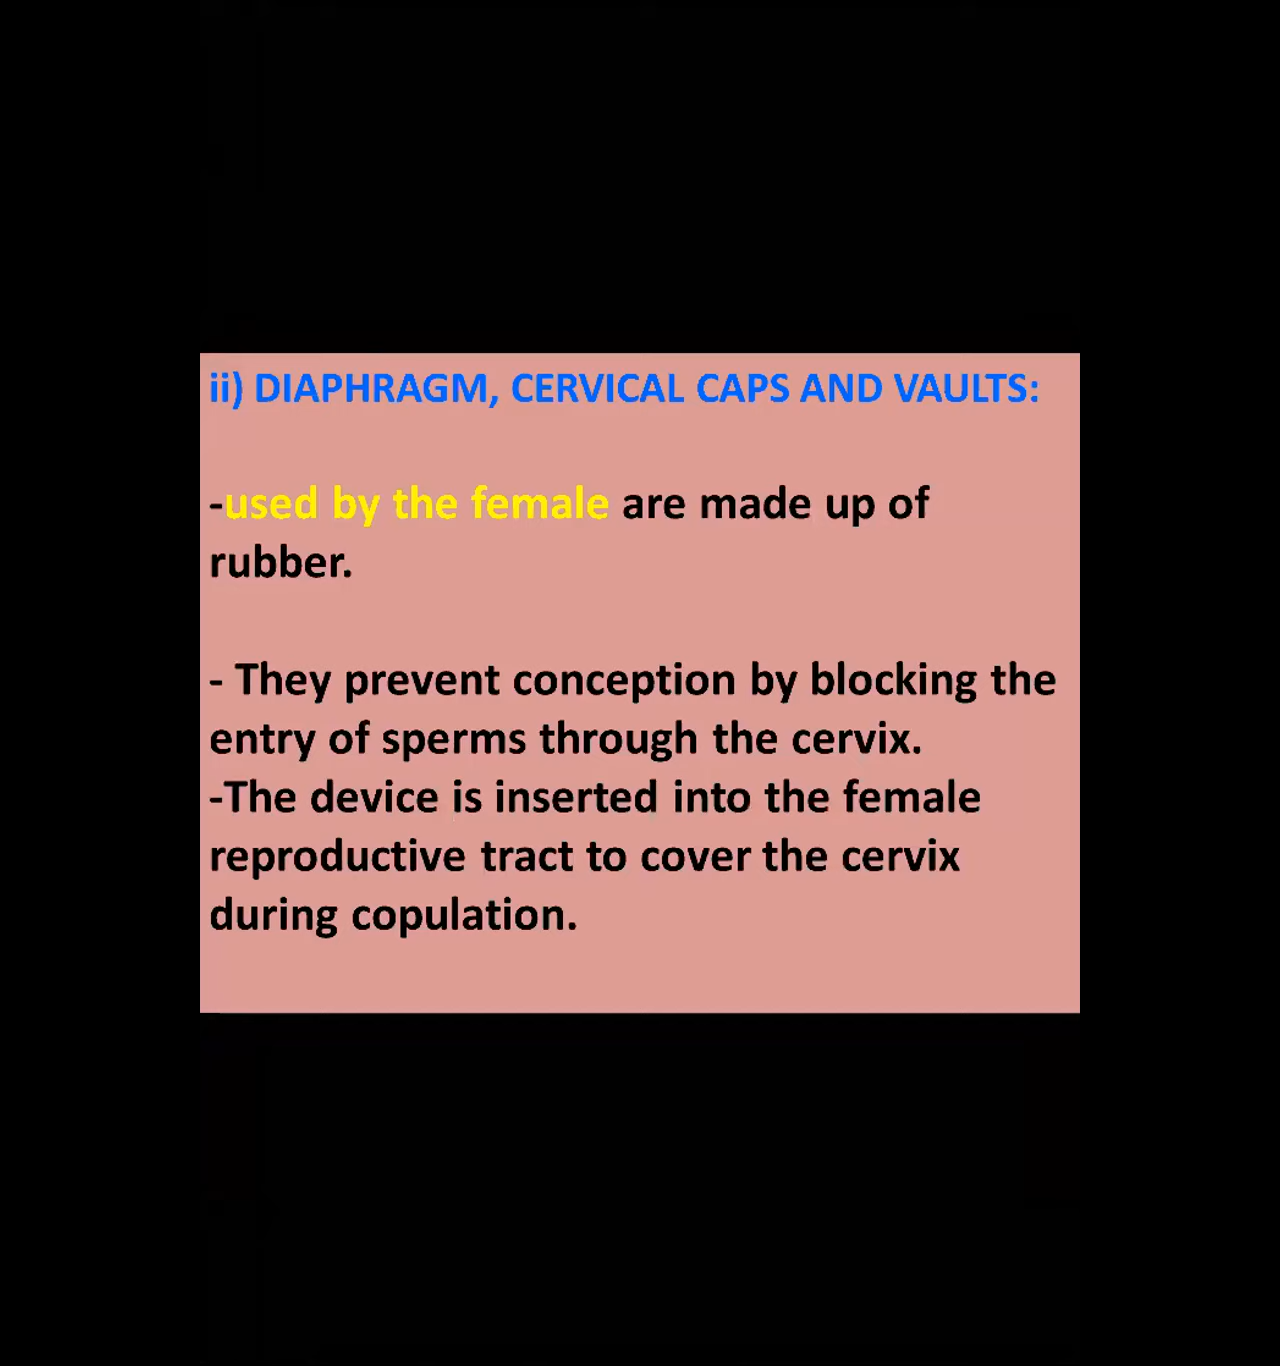 ii) DIAPHRAGM, CERVICAL CAPS AND VAULTS:
-used by the female are made up of
rubber.
- They prevent conception by blocking the
entry of sperms through the cervix.
-The device is inserted into the female
reproductive tract to cover the cervix
during copulation.